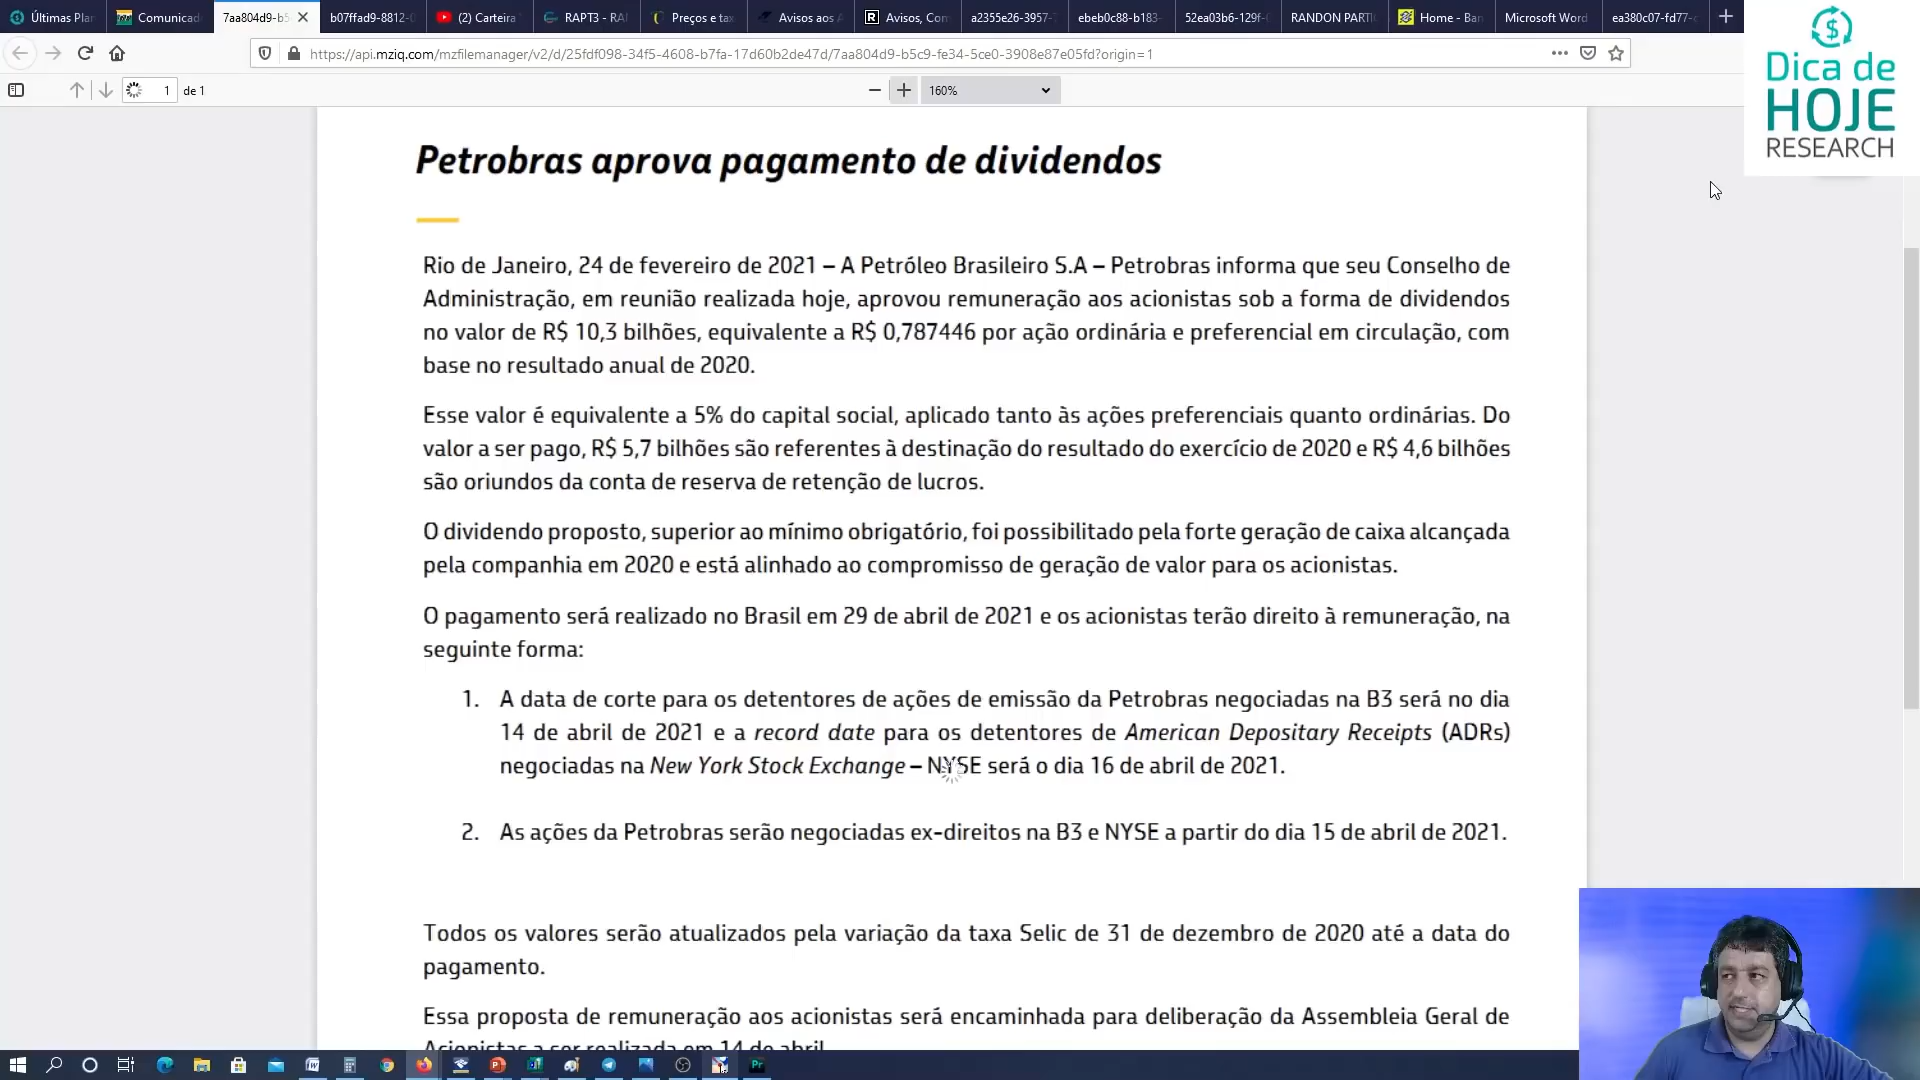 Últimas Plan
Comunicad
7aa804d9-b5
b07ffad9-8812-
(2) Carteira
RAPT3 - RA
Preços e tax
Avisos aos A
Avisos, Com
a2355e26-3957-
ebeb0c88-b183-
52ea03b6-129f-
RANDON PARTI
Home - Ban
Microsoft Word
ea380c07-fd77-
https://api.mziq.com/mzfilemanager/v2/d/25fdf098-34f5-4608-b7fa-17d60b2de47d/7aa804d9-b5c9-fe34-5ce0-3908e87e05fd?origin=1
1 de 1
160%
Dica de
HOJE
RESEARCH
Petrobras aprova pagamento de dividendos
Rio de Janeiro, 24 de fevereiro de 2021 – A Petróleo Brasileiro S.A – Petrobras informa que seu Conselho de
Administração, em reunião realizada hoje, aprovou remuneração aos acionistas sob a forma de dividendos
no valor de R$ 10,3 bilhões, equivalente a R$ 0,787446 por ação ordinária e preferencial em circulação, com
base no resultado anual de 2020.
Esse valor é equivalente a 5% do capital social, aplicado tanto às ações preferenciais quanto ordinárias. Do
valor a ser pago, R$ 5,7 bilhões são referentes à destinação do resultado do exercício de 2020 e R$ 4,6 bilhões
são oriundos da conta de reserva de retenção de lucros.
O dividendo proposto, superior ao mínimo obrigatório, foi possibilitado pela forte geração de caixa alcançada
pela companhia em 2020 e está alinhado ao compromisso de geração de valor para os acionistas.
O pagamento será realizado no Brasil em 29 de abril de 2021 e os acionistas terão direito à remuneração, na
seguinte forma:
1. A data de corte para os detentores de ações de emissão da Petrobras negociadas na B3 será no dia
14 de abril de 2021 e a record date para os detentores de American Depositary Receipts (ADRs)
negociadas na New York Stock Exchange – NYSE será o dia 16 de abril de 2021.
2. As ações da Petrobras serão negociadas ex-direitos na B3 e NYSE a partir do dia 15 de abril de 2021.
Todos os valores serão atualizados pela variação da taxa Selic de 31 de dezembro de 2020 até a data do
pagamento.
Essa proposta de remuneração aos acionistas será encaminhada para deliberação da Assembleia Geral de
Acionistas a ser realizada em 14 de abril